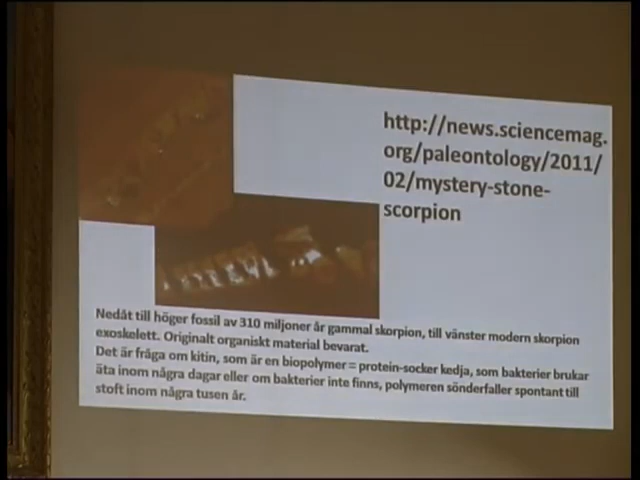 http://news.sciencemag.
org/paleontology/2011/
02/mystery-stone-
scorpion
Nedåt till höger fossil av 310 miljoner år gammal skorpion, till vänster modern skorpion
exoskelett. Originalt organiskt material bevarat.
Det är fråga om kitin, som är en biopolymer = protein-socker kedja, som bakterier brukar
äta inom några dagar eller om bakterier inte finns, polymeren sönderfaller spontant till
stoft inom några tusen år.